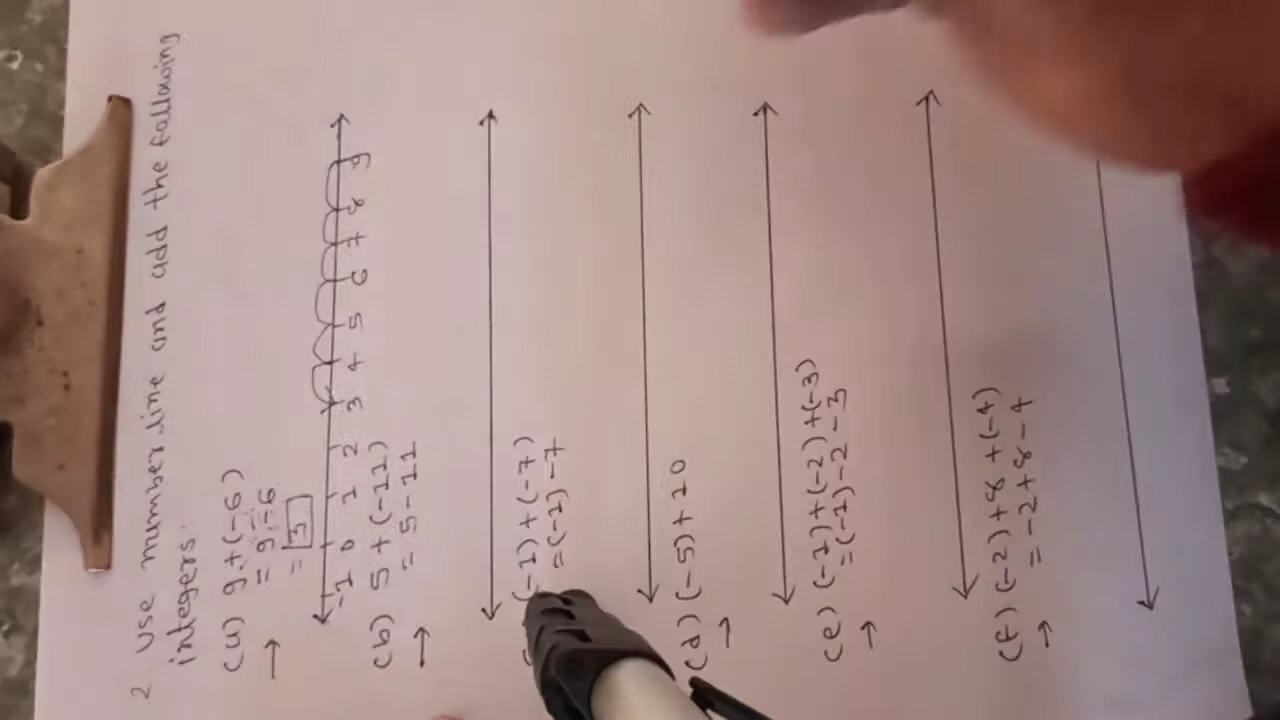 2 Use number line and add the following
integers.
(a) 9+(-6)
→ = 9-6
= 3
-1 0 1 2 3 4 5 6 7 8 9
(b) 5+(-11)
→ = 5-11
(-1)+(-7)
=(-1)-7
(d) (-5)+10
→
(e) (-1)+(-2)+(-3)
→ =(-1)-2-3
(f) (-2)+8+(-4)
→ = -2+8-4